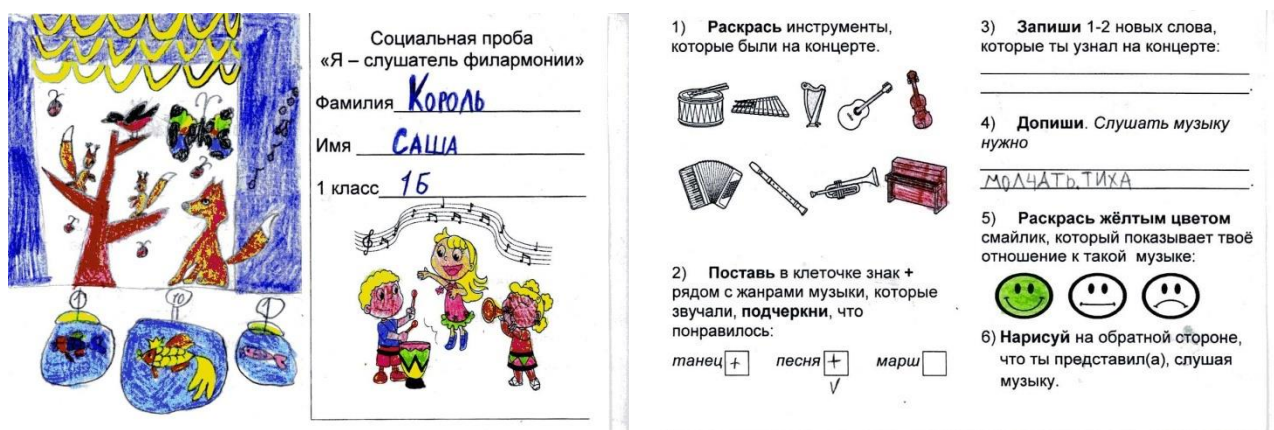 Социальная проба
«Я – слушатель филармонии»
Фамилия КОРОЛЬ
Имя САША
1 класс 1Б
1) Раскрась инструменты,
которые были на концерте.
2) Поставь в клеточке знак +
рядом с жанрами музыки, которые
звучали, подчеркни, что
понравилось:
танец + песня + марш
V
3) Запиши 1-2 новых слова,
которые ты узнал на концерте:
4) Допиши. Слушать музыку
нужно
МОЛЧАТЬ.ТИХА
5) Раскрась жёлтым цветом
смайлик, который показывает твоё
отношение к такой музыке:
6) Нарисуй на обратной стороне,
что ты представил(а), слушая
музыку.